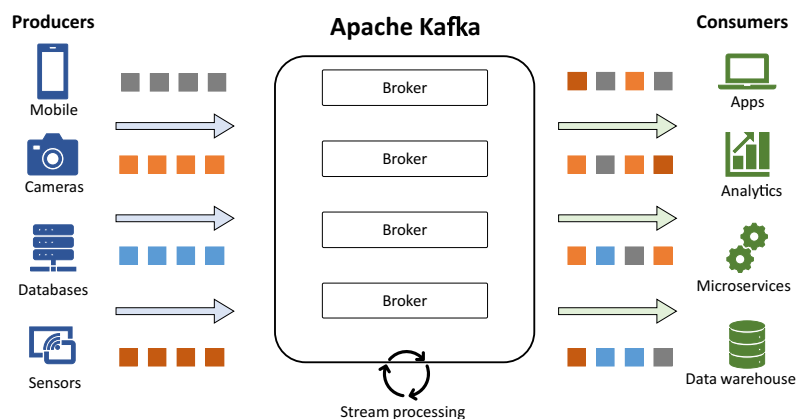 Producers
Apache Kafka
Consumers
Mobile
Cameras
Databases
Sensors
Broker
Broker
Broker
Broker
Stream processing
Apps
Analytics
Microservices
Data warehouse